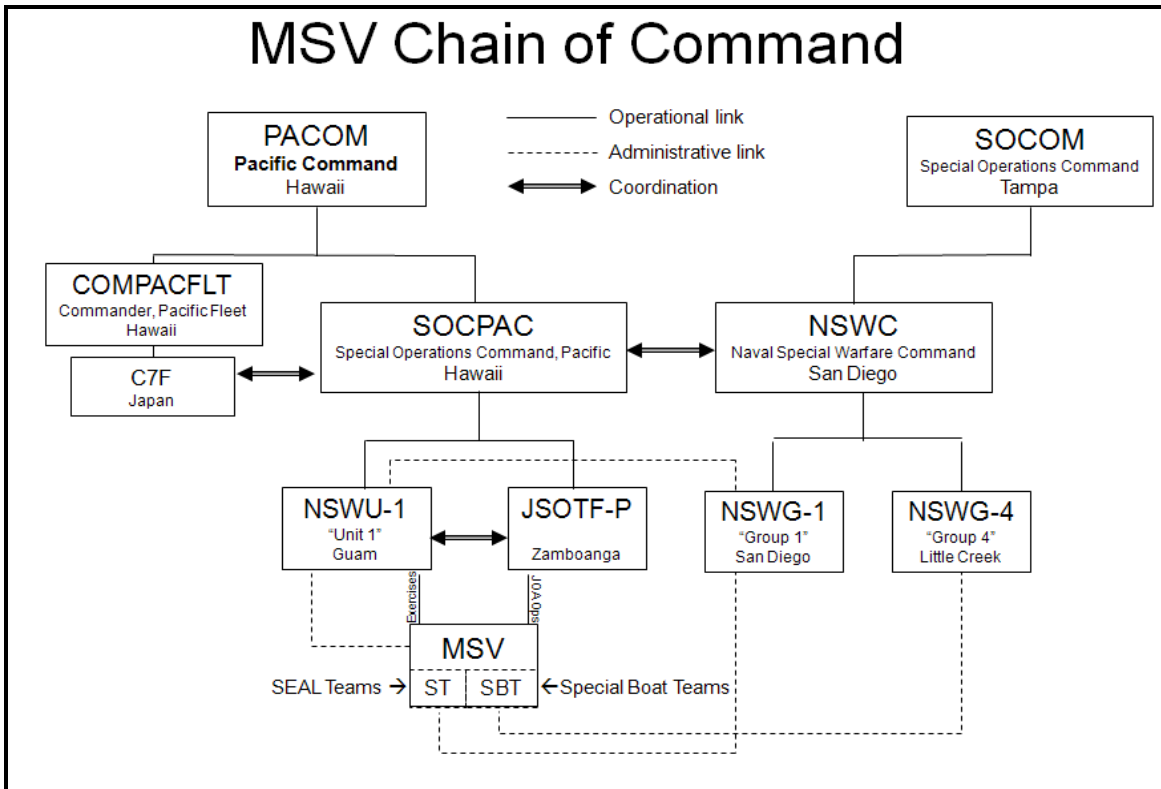 MSV Chain of Command
PACOM
Pacific Command
Hawaii
Operational link
Administrative link
Coordination
SOCOM
Special Operations Command
Tampa
COMPACFLT
Commander, Pacific Fleet
Hawaii
C7F
Japan
SOCPAC
Special Operations Command, Pacific
Hawaii
NSWC
Naval Special Warfare Command
San Diego
NSWU-1
“Unit 1”
Guam
JSOTF-P
Zamboanga
NSWG-1
“Group 1”
San Diego
NSWG-4
“Group 4”
Little Creek
Exercises
JOA Ops
MSV
SEAL Teams → ST SBT ← Special Boat Teams